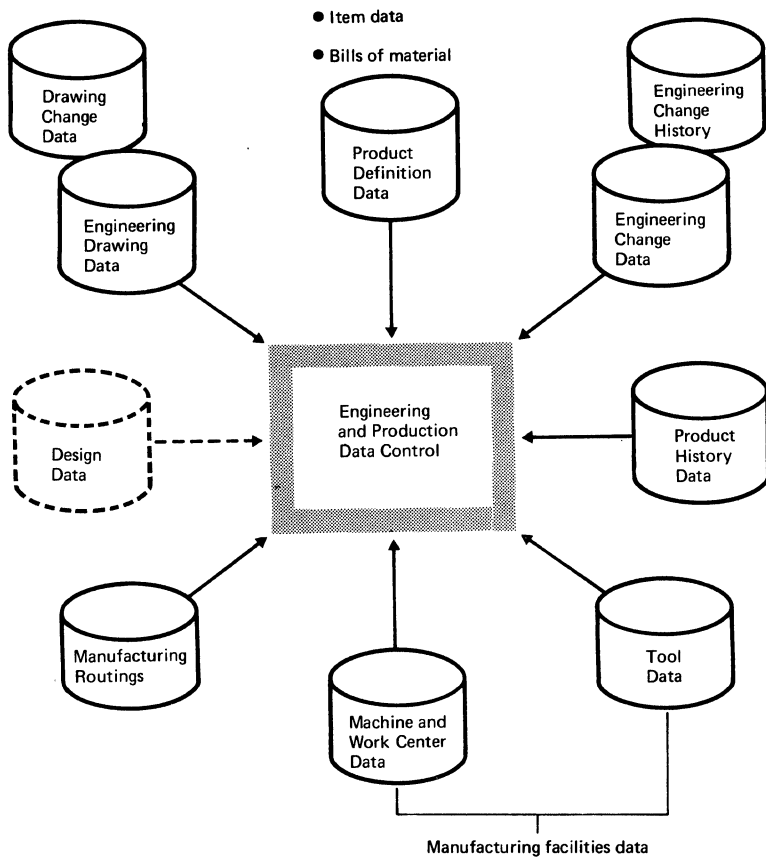 ● Item data
● Bills of material
Drawing
Change
Data
Engineering
Drawing
Data
Product
Definition
Data
Engineering
Change
History
Engineering
Change
Data
Design
Data
Engineering
and Production
Data Control
Product
History
Data
Manufacturing
Routings
Machine and
Work Center
Data
Tool
Data
Manufacturing facilities data